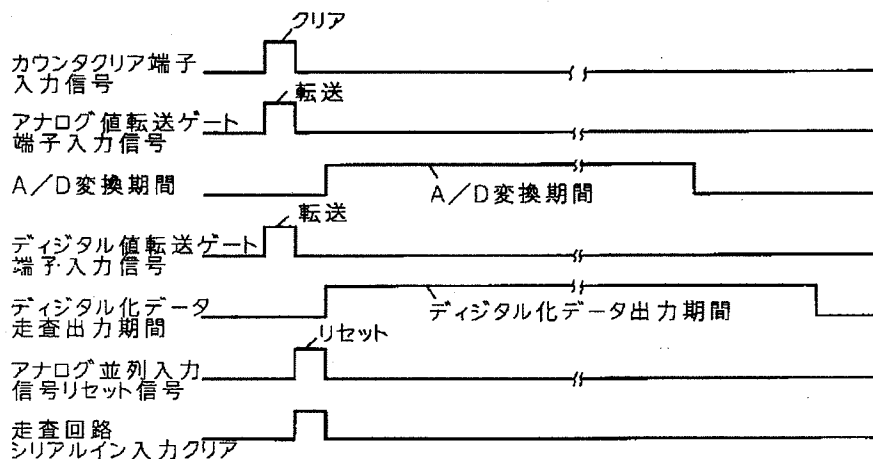 クリア
カウンタクリア端子
入力信号
転送
アナログ値転送ゲート
端子入力信号
A/D変換期間
A/D変換期間
転送
ディジタル値転送ゲート
端子入力信号
ディジタル化データ
走査出力期間
ディジタル化データ出力期間
リセット
アナログ並列入力
信号リセット信号
走査回路
シリアルイン入力クリア